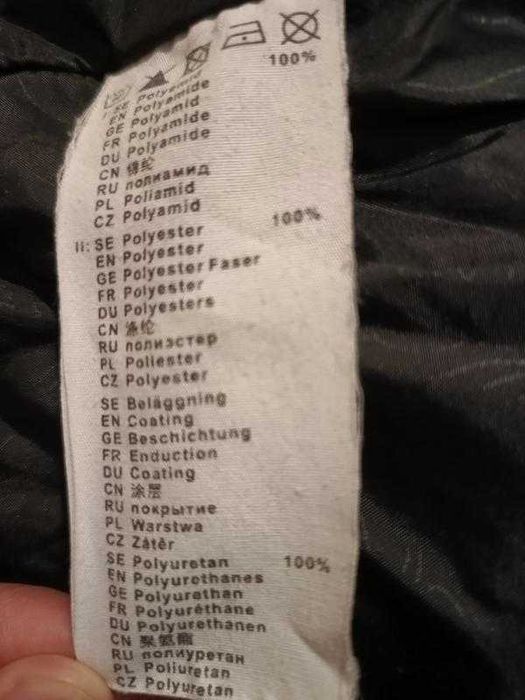 100%
I: SE Polyamid
EN Polyamide
GE Polyamid
FR Polyamide
DU Polyamide
CN 锦纶
RU полиамид
PL Poliamid
CZ Polyamid
100%
II: SE Polyester
EN Polyester
GE Polyester Faser
FR Polyester
DU Polyesters
CN 涤纶
RU полиэстер
PL Poliester
CZ Polyester
SE Beläggning
EN Coating
GE Beschichtung
FR Enduction
DU Coating
CN 涂层
RU покрытие
PL Warstwa
CZ Zátěr
SE Polyuretan 100%
EN Polyurethanes
GE Polyurethan
FR Polyuréthane
DU Polyurethanen
CN 聚氨酯
RU полиуретан
PL Poliuretan
CZ Polyuretan